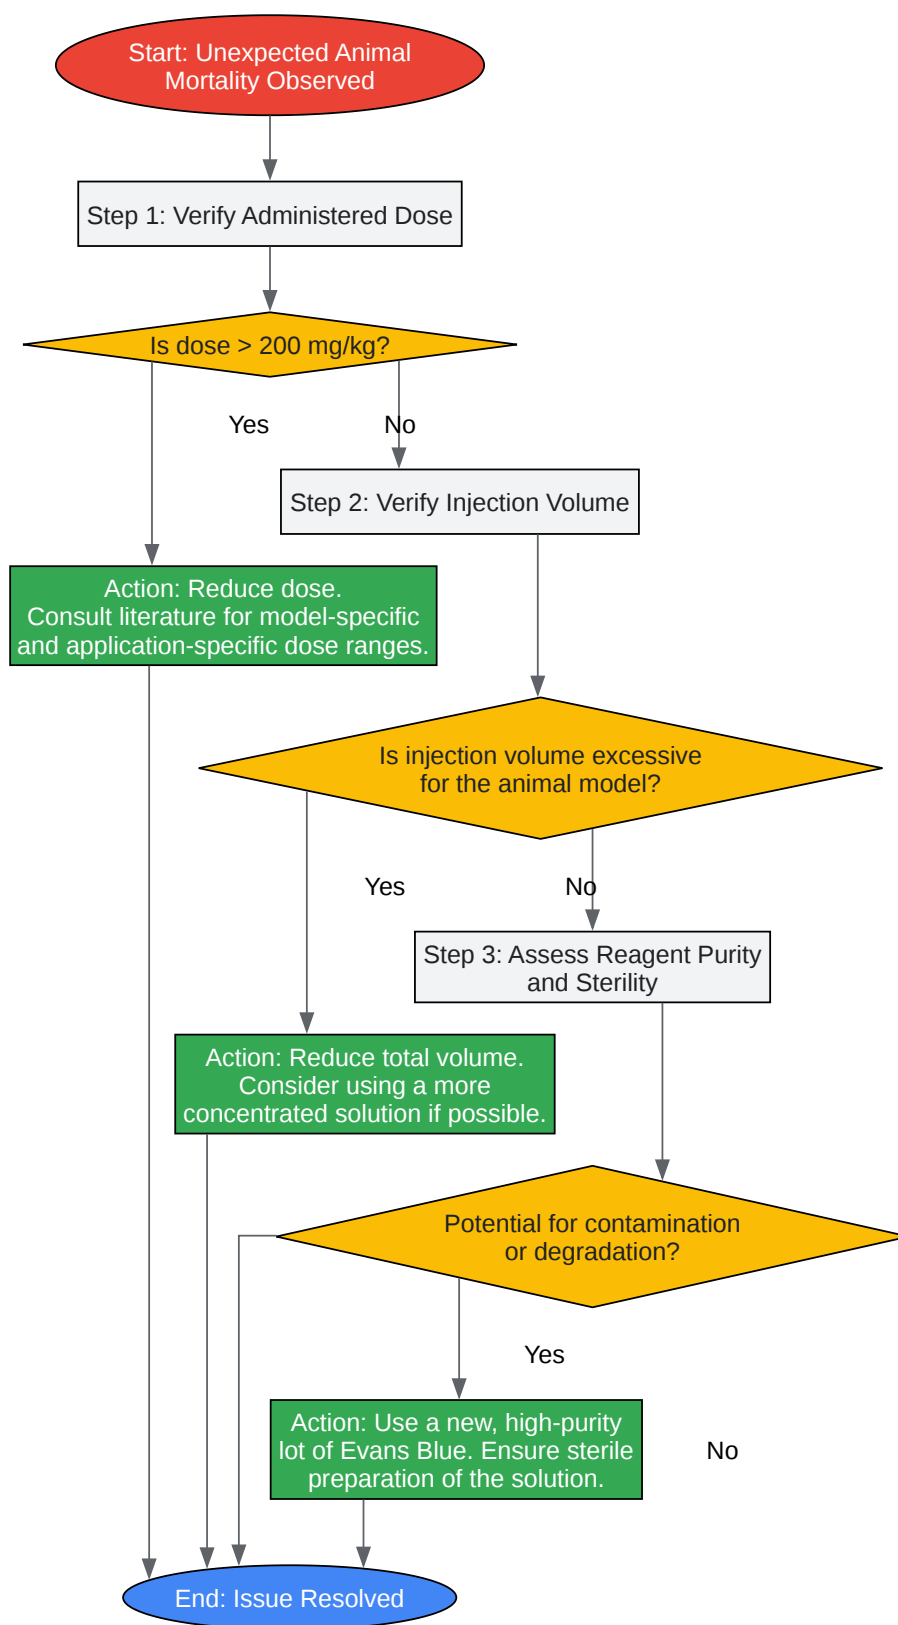 Start: Unexpected Animal
Mortality Observed
Step 1: Verify Administered Dose
Is dose > 200 mg/kg?
Yes
No
Step 2: Verify Injection Volume
Action: Reduce dose.
Consult literature for model-specific
and application-specific dose ranges.
Is injection volume excessive
for the animal model?
Yes
No
Step 3: Assess Reagent Purity
and Sterility
Action: Reduce total volume.
Consider using a more
concentrated solution if possible.
Potential for contamination
or degradation?
Yes
Action: Use a new, high-purity
lot of Evans Blue. Ensure sterile
preparation of the solution.
No
End: Issue Resolved